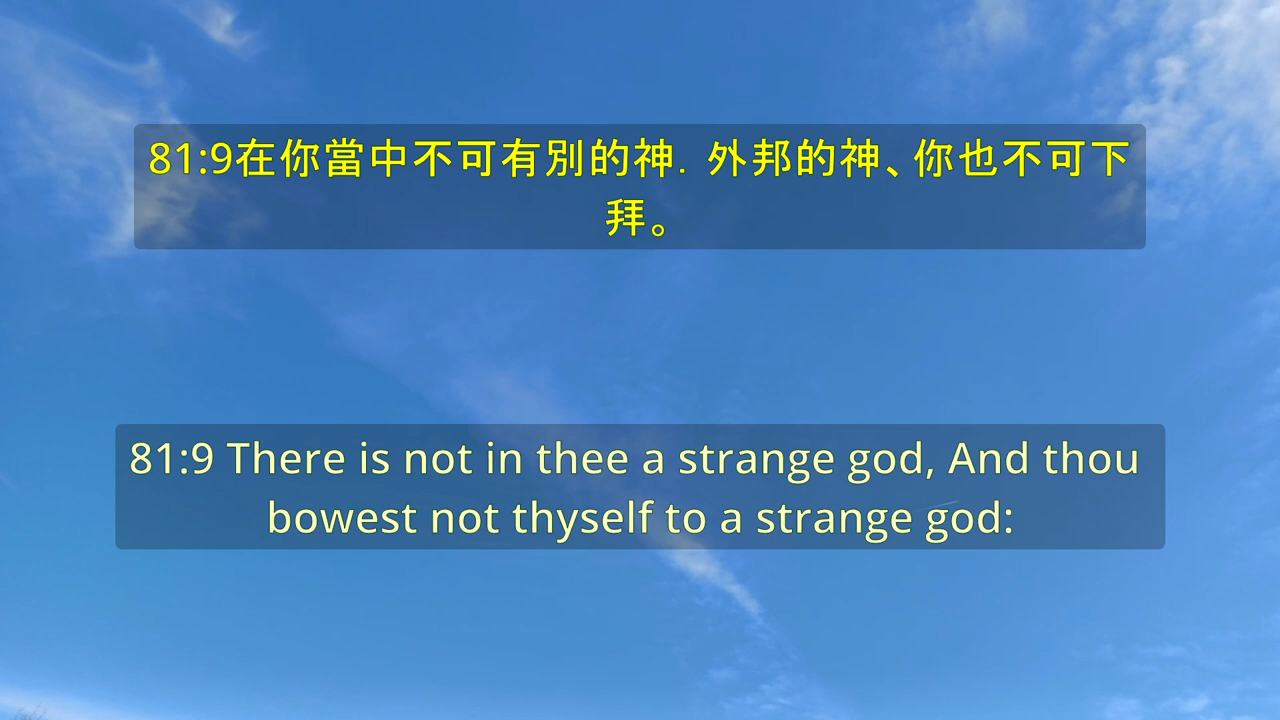 81:9在你當中不可有別的神．外邦的神、你也不可下
拜。
81:9 There is not in thee a strange god, And thou
bowest not thyself to a strange god: